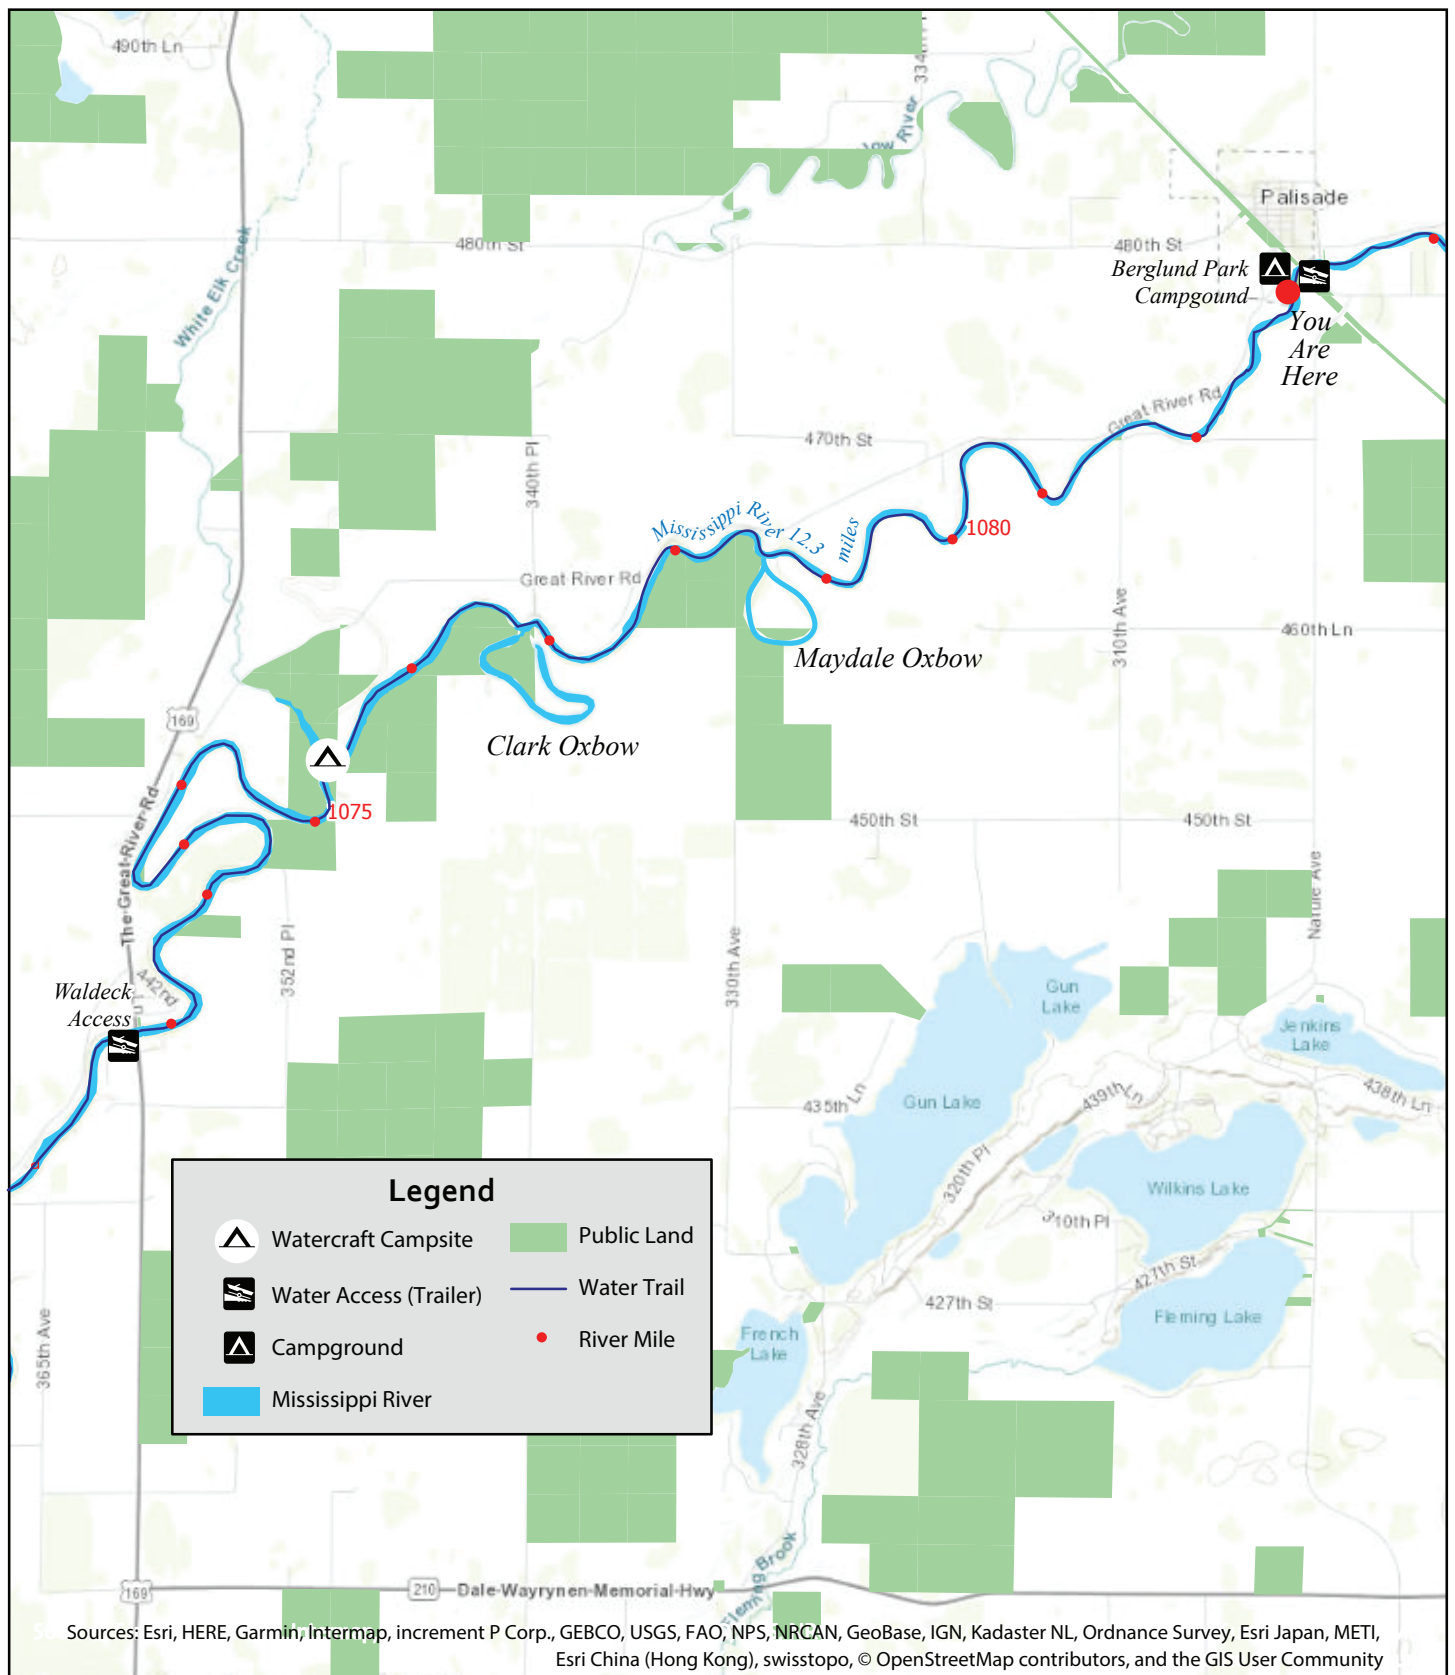 490th Ln
334th Pl
low River
Palisade
White Elk Creek
480th St
480th St
Berglund Park
Campgound
You
Are
Here
Great River Rd
470th St
340th Pl
Mississippi River 12.3 miles
1080
Great River Rd
310th Ave
460th Ln
Maydale Oxbow
Clark Oxbow
169
1075
The Great River Rd
450th St
450th St
Nature Ave
352nd Pl
330th Ave
442nd
Waldeck
Access
Gun
Lake
Jenkins
Lake
435th Ln
Gun Lake
439th Ln
438th Ln
320th Pl
Wilkins Lake
310th Pl
427th St
427th St
Fleming Lake
French
Lake
365th Ave
328th Ave
Legend
Watercraft Campsite
Public Land
Water Access (Trailer)
Water Trail
Campground
River Mile
Mississippi River
Fleming Brook
169
210
Dale Wayrynen Memorial Hwy
Sources: Esri, HERE, Garmin, Intermap, increment P Corp., GEBCO, USGS, FAO, NPS, NRCAN, GeoBase, IGN, Kadaster NL, Ordnance Survey, Esri Japan, METI,
Esri China (Hong Kong), swisstopo, © OpenStreetMap contributors, and the GIS User Community